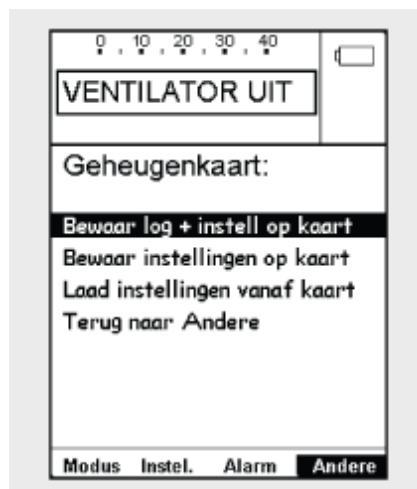 0 . 10 . 20 . 30 . 40
VENTILATOR UIT
Geheugenkaart:
Bewaar log + instell op kaart
Bewaar instellingen op kaart
Laad instellingen vanaf kaart
Terug naar Andere
Modus Instel. Alarm Andere